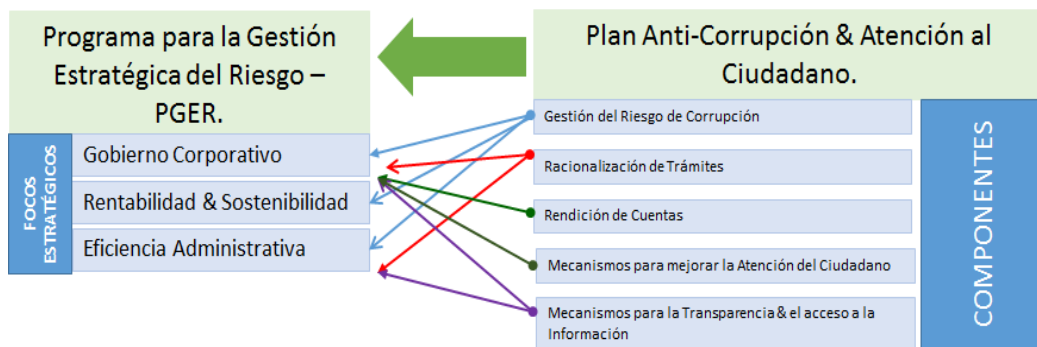 Programa para la Gestión
Estratégica del Riesgo –
PGER.
FOCOS
ESTRATÉGICOS
Gobierno Corporativo
Rentabilidad & Sostenibilidad
Eficiencia Administrativa
Plan Anti-Corrupción & Atención al
Ciudadano.
Gestión del Riesgo de Corrupción
Racionalización de Trámites
Rendición de Cuentas
Mecanismos para mejorar la Atención del Ciudadano
Mecanismos para la Transparencia & el acceso a la
Información
COMPONENTES